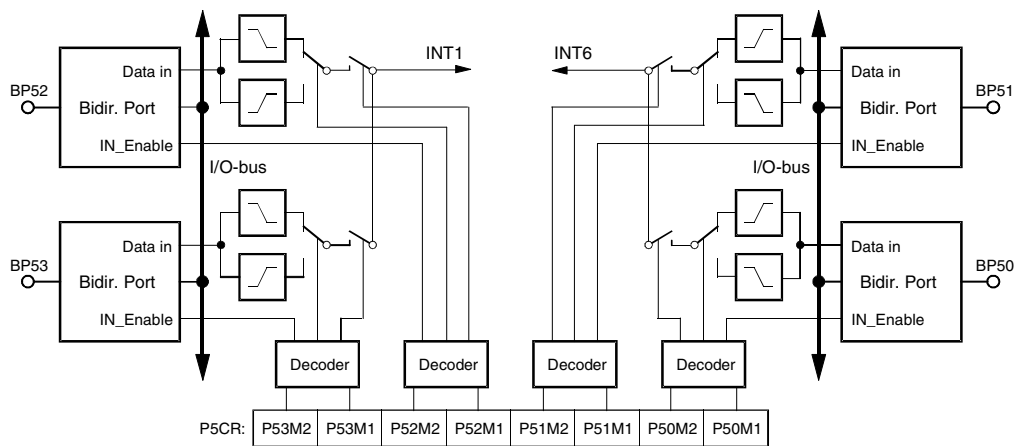 INT1 INT6
Data in Data in
BP52 BP51
Bidir. Port Bidir. Port
IN_Enable IN_Enable
I/O-bus I/O-bus
Data in Data in
BP53 BP50
Bidir. Port Bidir. Port
IN_Enable IN_Enable
Decoder Decoder Decoder Decoder
P5CR: P53M2 P53M1 P52M2 P52M1 P51M2 P51M1 P50M2 P50M1